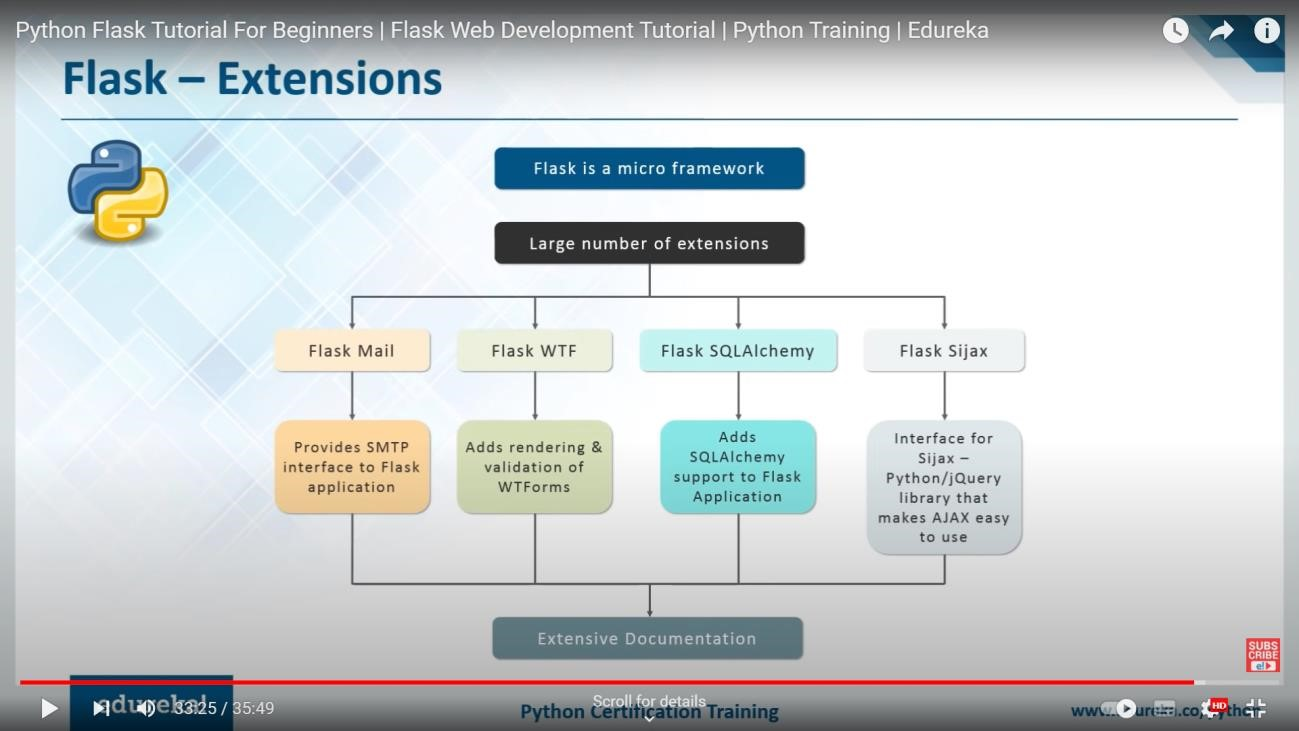 Python Flask Tutorial For Beginners | Flask Web Development Tutorial | Python Training | Edureka
Flask – Extensions
Flask is a micro framework
Large number of extensions
Flask Mail
Flask WTF
Flask SQLAlchemy
Flask Sijax
Provides SMTP
interface to Flask
application
Adds rendering &
validation of
WTForms
Adds
SQLAlchemy
support to Flask
Application
Interface for
Sijax –
Python/jQuery
library that
makes AJAX easy
to use
Extensive Documentation
SUBS
CRIBE
e!
edureka!
33:25 / 35:49
Scroll for details
Python Certification Training
HD